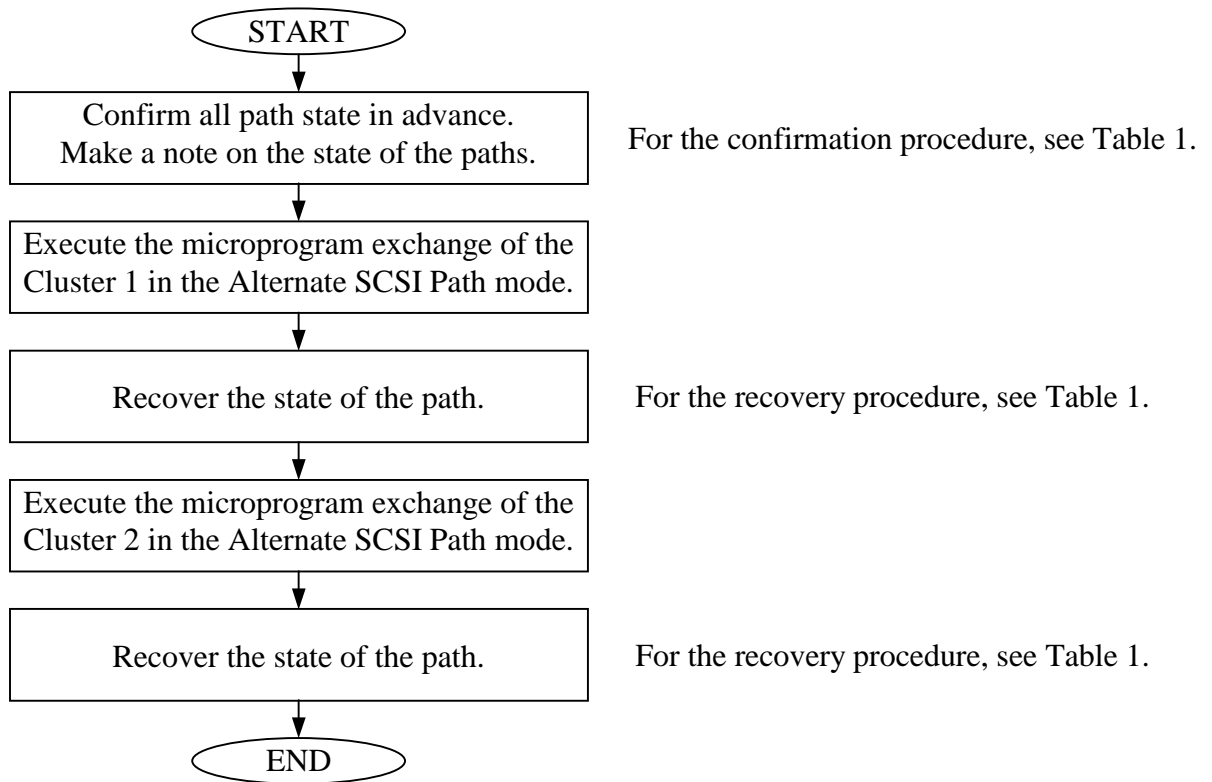 START
Confirm all path state in advance.
Make a note on the state of the paths.
For the confirmation procedure, see Table 1.
Execute the microprogram exchange of the
Cluster 1 in the Alternate SCSI Path mode.
Recover the state of the path.
For the recovery procedure, see Table 1.
Execute the microprogram exchange of the
Cluster 2 in the Alternate SCSI Path mode.
Recover the state of the path.
For the recovery procedure, see Table 1.
END